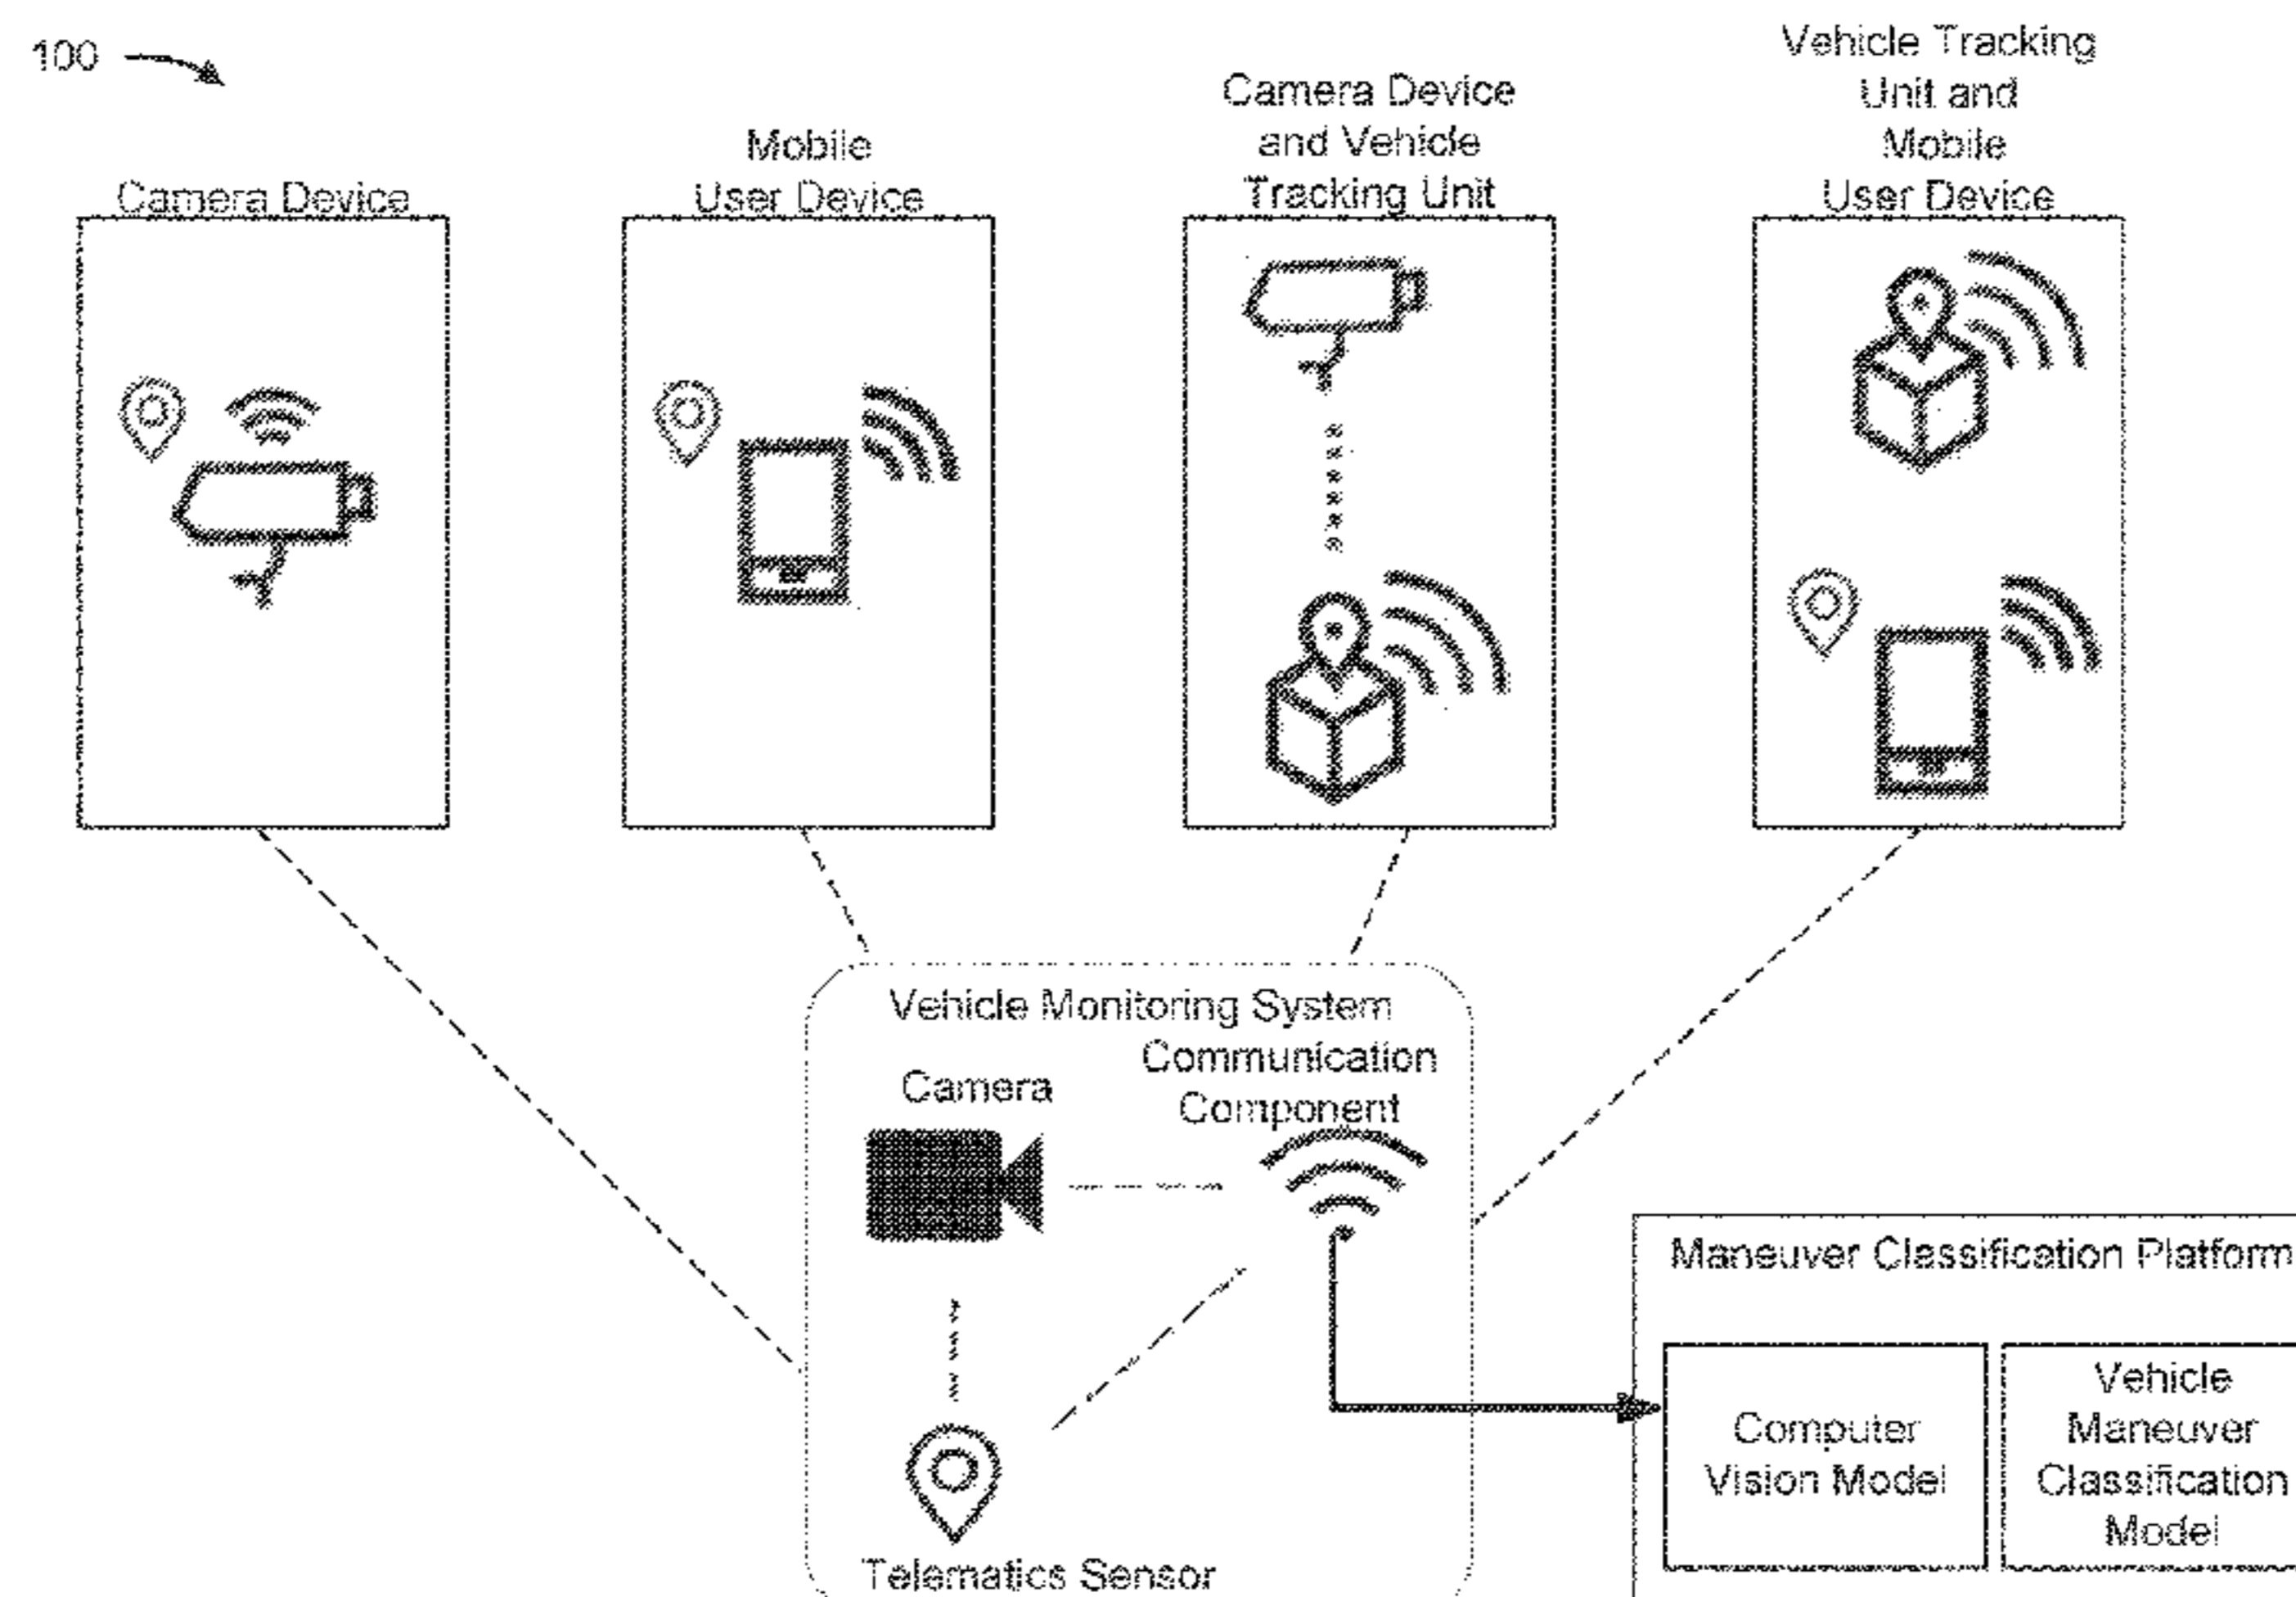 100
Camera Device
Mobile
User Device
Camera Device
and Vehicle
Tracking Unit
Vehicle Tracking
Unit and
Mobile
User Device
Vehicle Monitoring System
Camera
Communication
Component
Telematics Sensor
Maneuver Classification Platform
Computer
Vision Model
Vehicle
Maneuver
Classification
Model